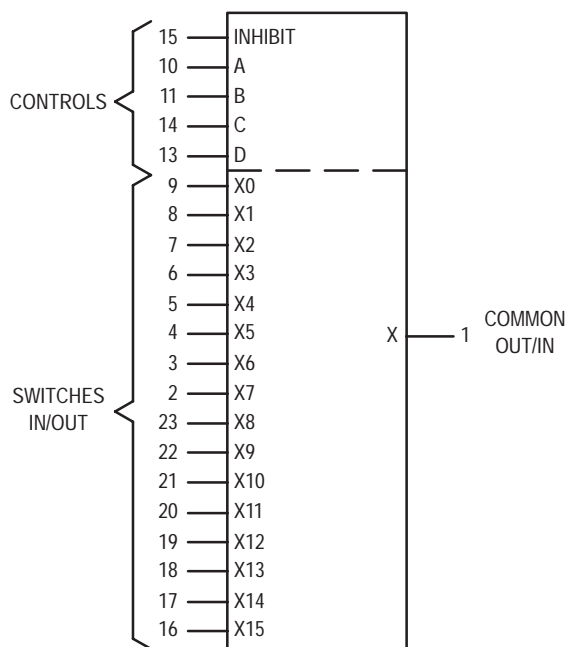 15 INHIBIT
10 A
11 B
CONTROLS
14 C
13 D
9 X0
8 X1
7 X2
6 X3
5 X4
4 X5
X 1 COMMON
OUT/IN
3 X6
2 X7
SWITCHES
IN/OUT
23 X8
22 X9
21 X10
20 X11
19 X12
18 X13
17 X14
16 X15